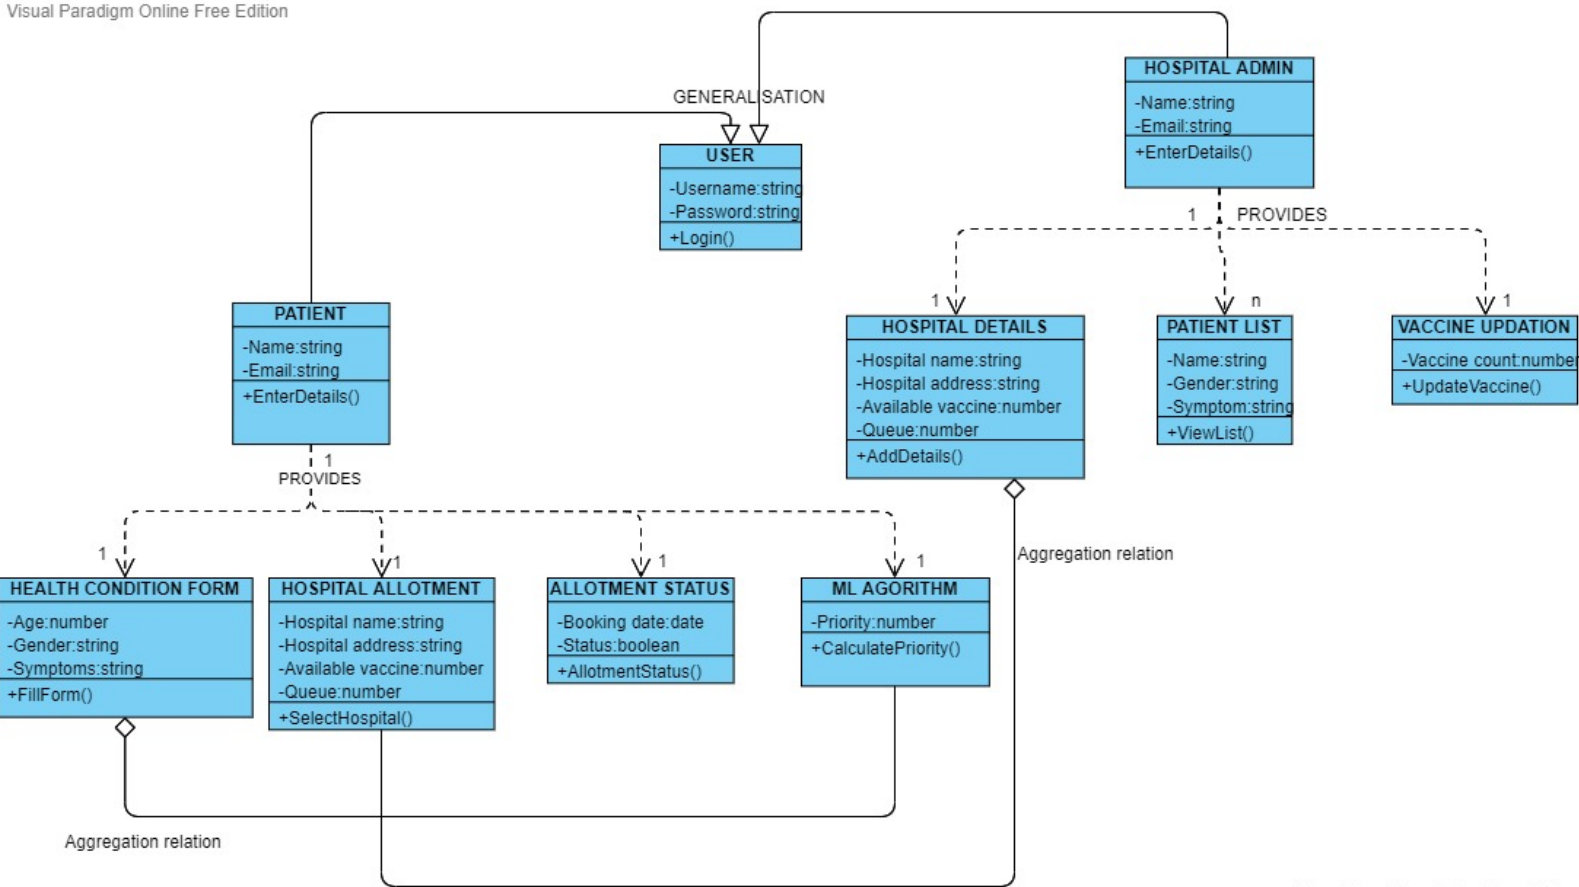 Visual Paradigm Online Free Edition
HOSPITAL ADMIN
-Name:string
-Email:string
+EnterDetails()
GENERALISATION
USER
-Username:string
-Password:string
+Login()
1
PROVIDES
PATIENT
-Name:string
-Email:string
+EnterDetails()
1
n
1
HOSPITAL DETAILS
-Hospital name:string
-Hospital address:string
-Available vaccine:number
-Queue:number
+AddDetails()
PATIENT LIST
-Name:string
-Gender:string
-Symptom:string
+ViewList()
VACCINE UPDATION
-Vaccine count:number
+UpdateVaccine()
1
PROVIDES
Aggregation relation
1
1
1
1
HEALTH CONDITION FORM
-Age:number
-Gender:string
-Symptoms:string
+FillForm()
HOSPITAL ALLOTMENT
-Hospital name:string
-Hospital address:string
-Available vaccine:number
-Queue:number
+SelectHospital()
ALLOTMENT STATUS
-Booking date:date
-Status:boolean
+AllotmentStatus()
ML AGORITHM
-Priority:number
+CalculatePriority()
Aggregation relation